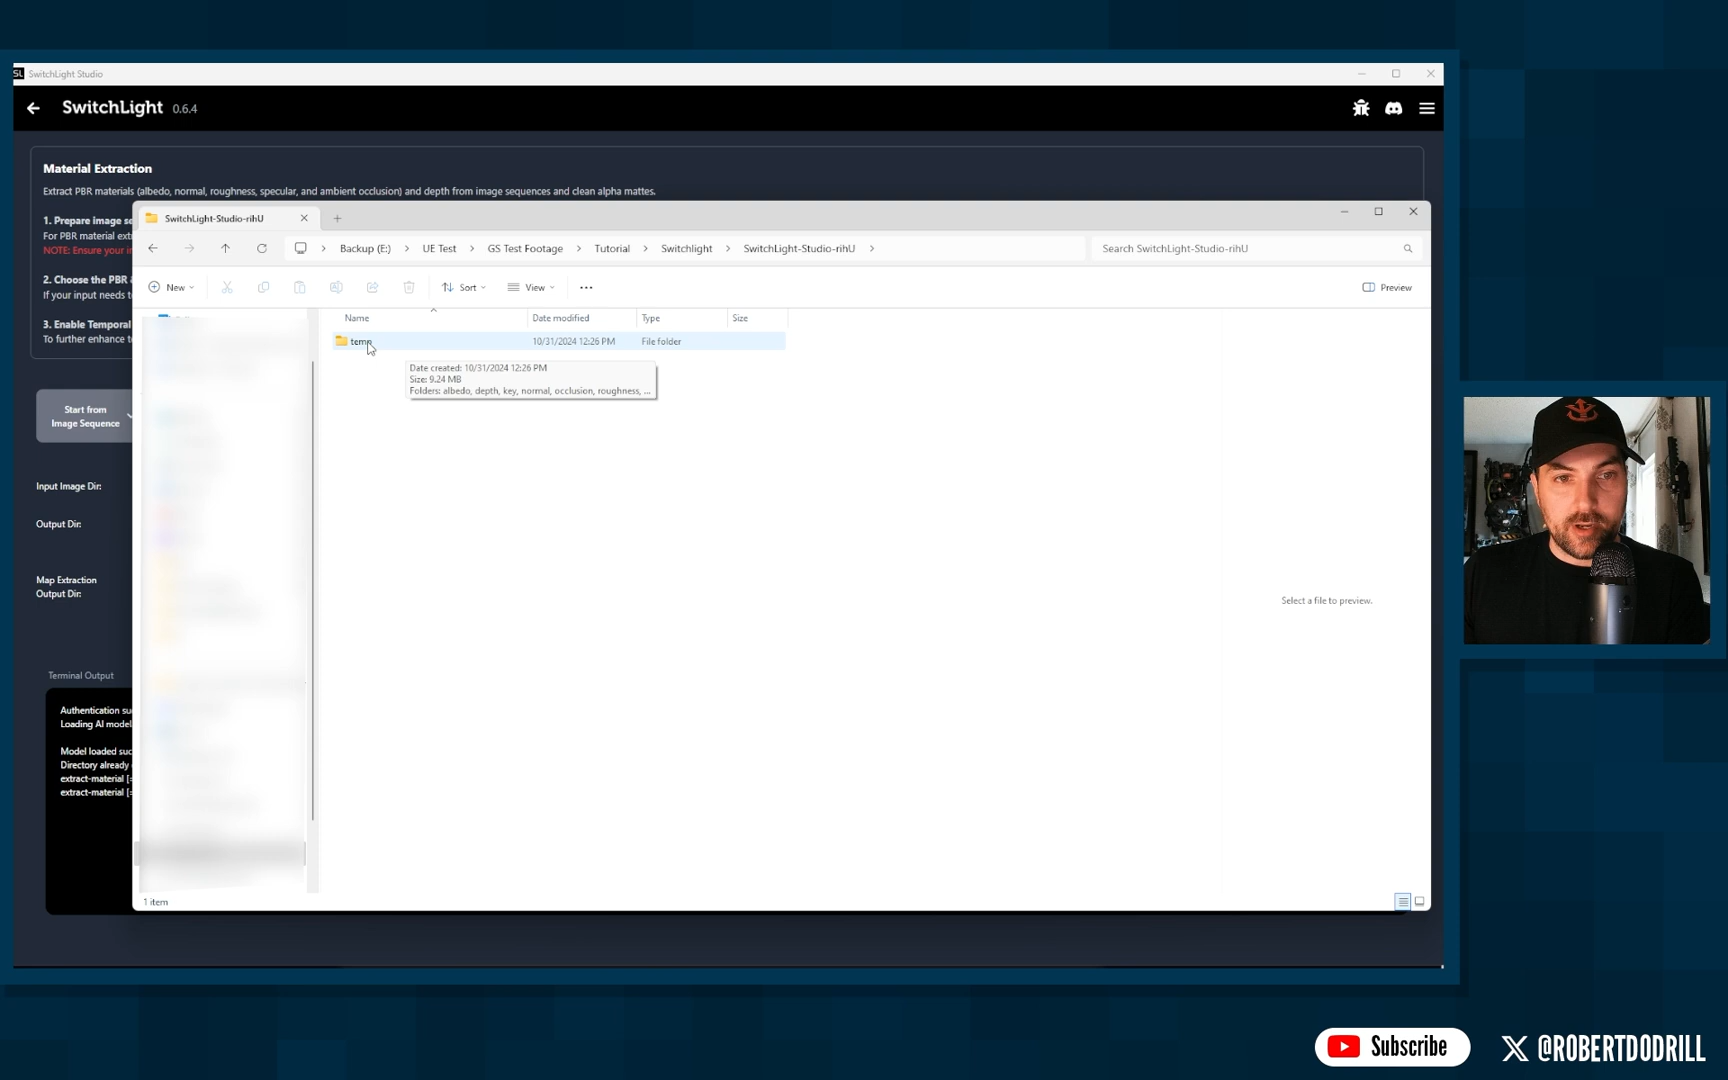 SL SwitchLight Studio
SwitchLight 0.6.4
Material Extraction
Extract PBR materials (albedo, normal, roughness, specular, and ambient occlusion) and depth from image sequences and clean alpha mattes.
1. Prepare image se
For PBR material ext
NOTE: Ensure your i
2. Choose the PBR
If your input needs t
3. Enable Temporal
To further enhance t
Start from
Image Sequence
Input Image Dir:
Output Dir:
Map Extraction
Output Dir:
Terminal Output
Authentication su
Loading AI model
Model loaded suc
Directory already
extract-material [=
extract-material [=
SwitchLight-Studio-rihU
Backup (E:) > UE Test > GS Test Footage > Tutorial > Switchlight > SwitchLight-Studio-rihU >
Search SwitchLight-Studio-rihU
New
Sort
View
Preview
Name Date modified Type Size
temp 10/31/2024 12:26 PM File folder
Date created: 10/31/2024 12:26 PM
Size: 9.24 MB
Folders: albedo, depth, key, normal, occlusion, roughness, ...
Select a file to preview.
1 item
Subscribe
X @ROBERTDODRILL